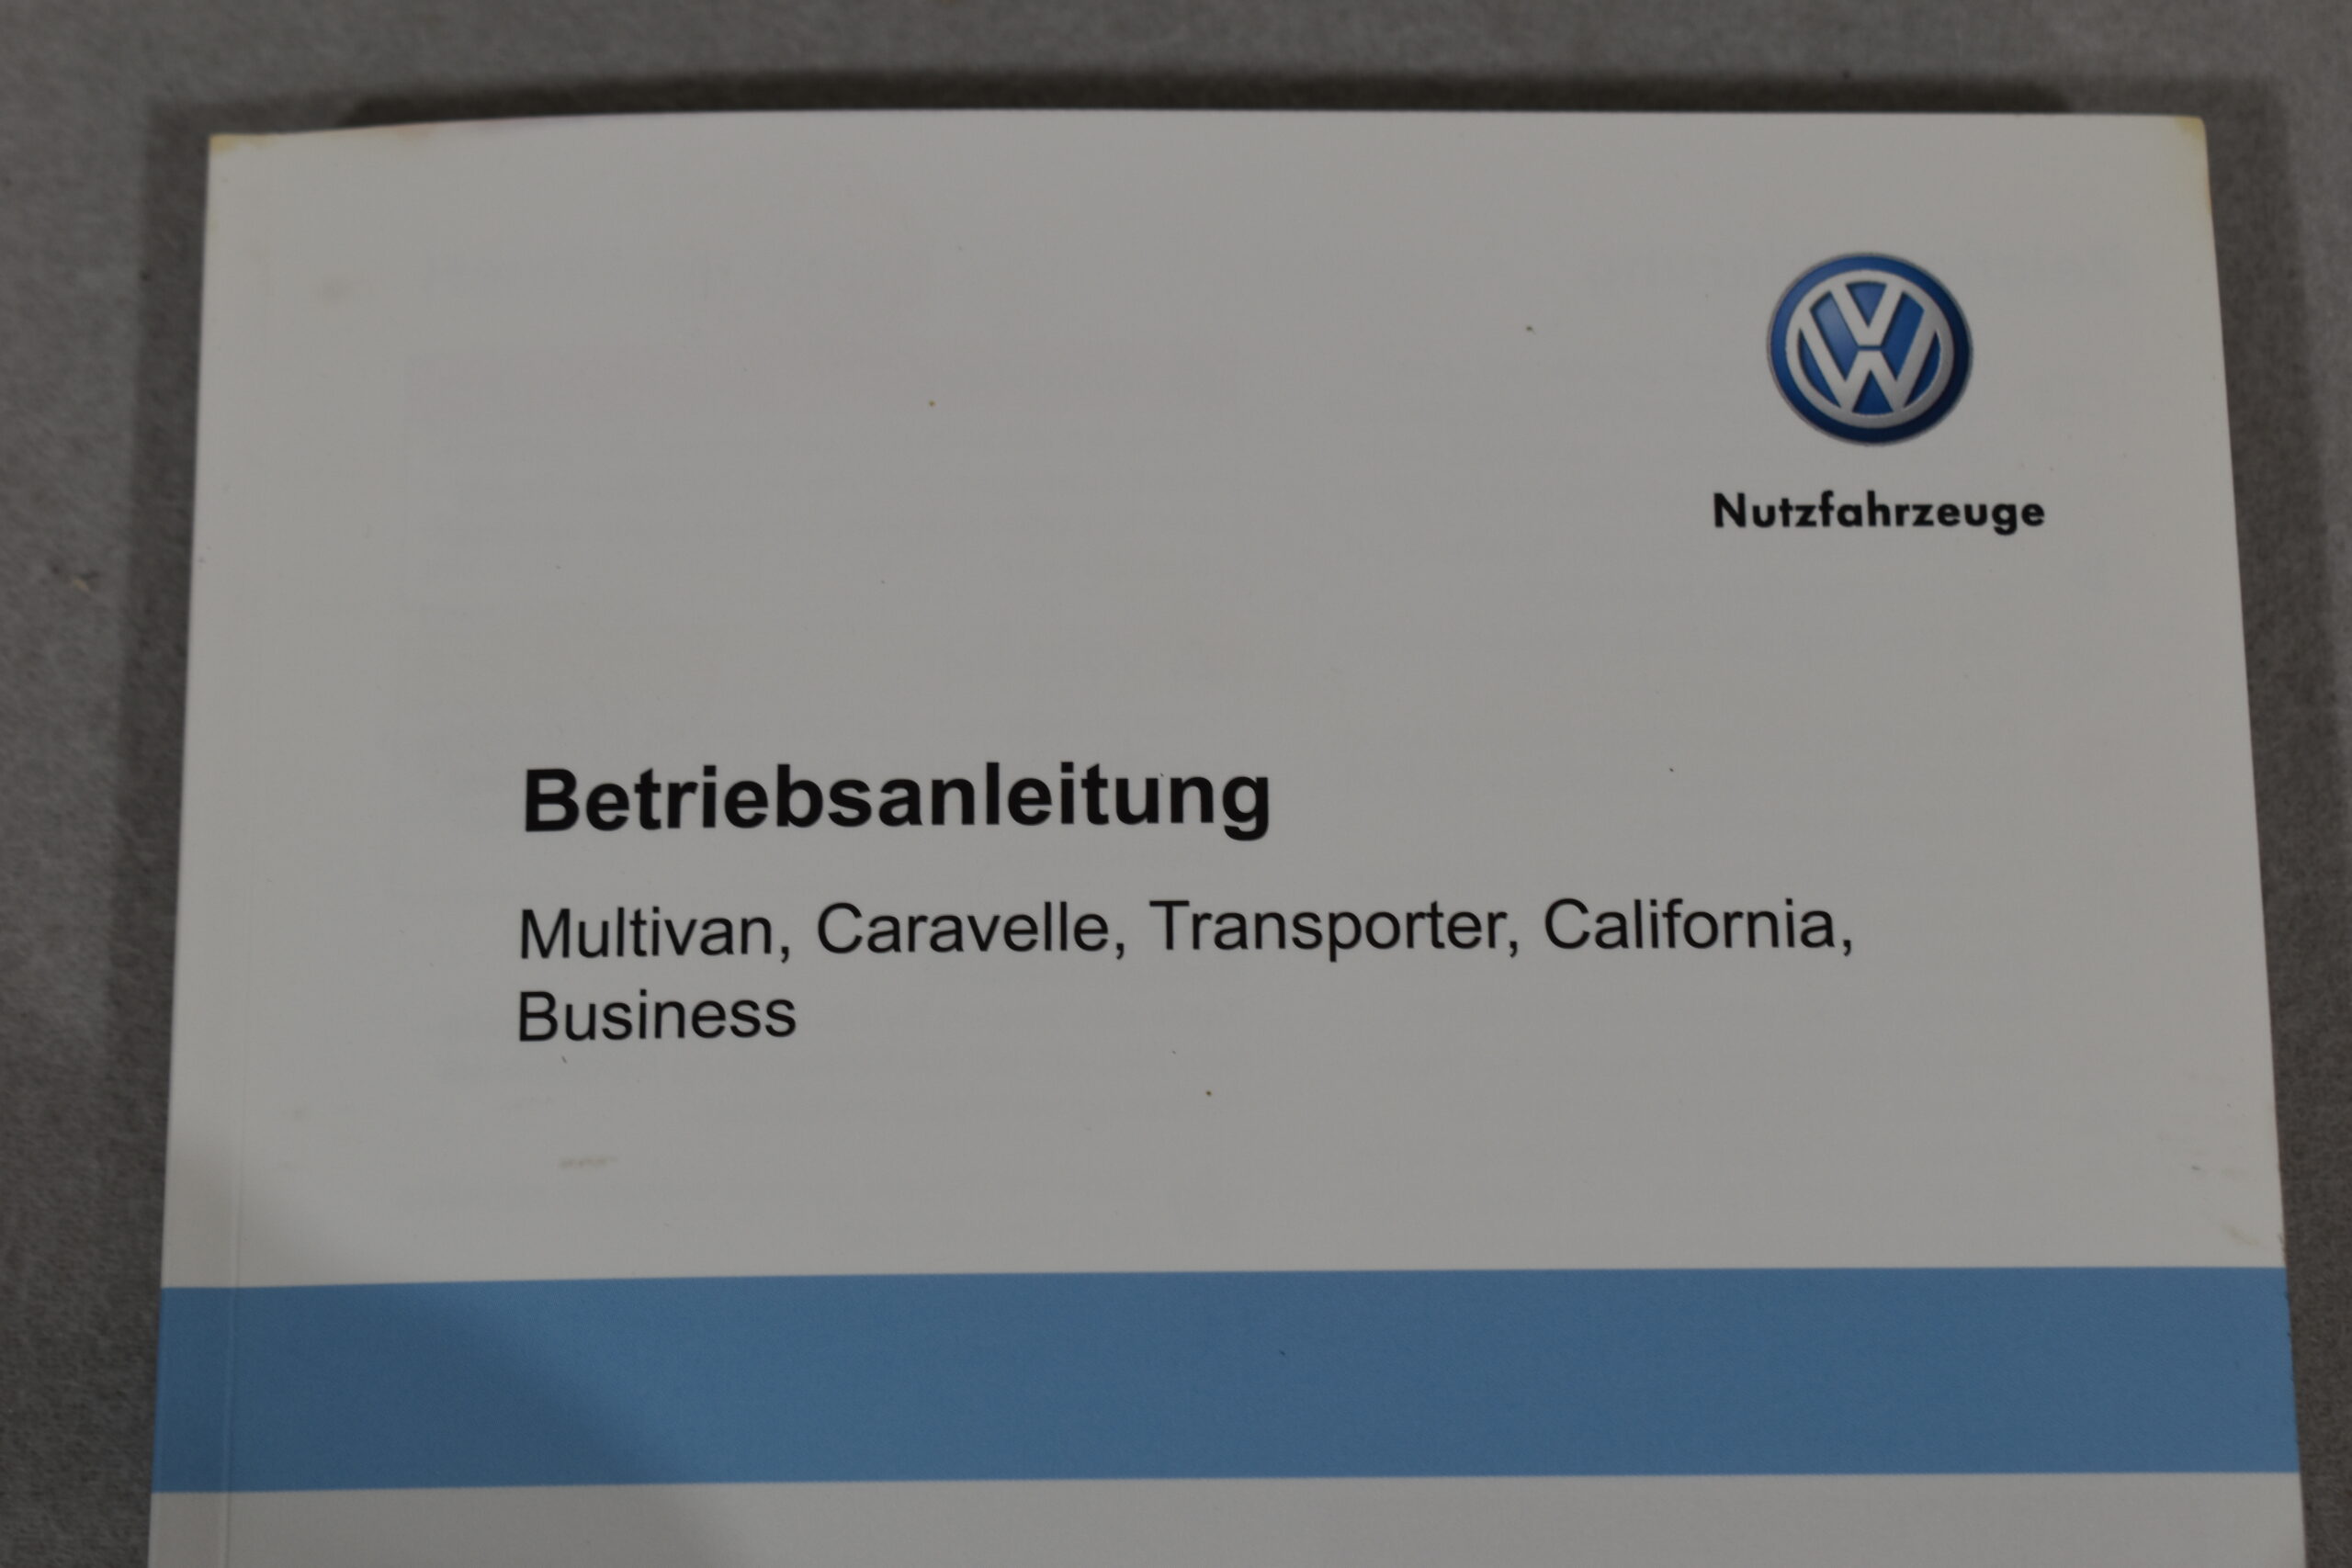 Nutzfahrzeuge
Betriebsanleitung
Multivan, Caravelle, Transporter, California,
Business